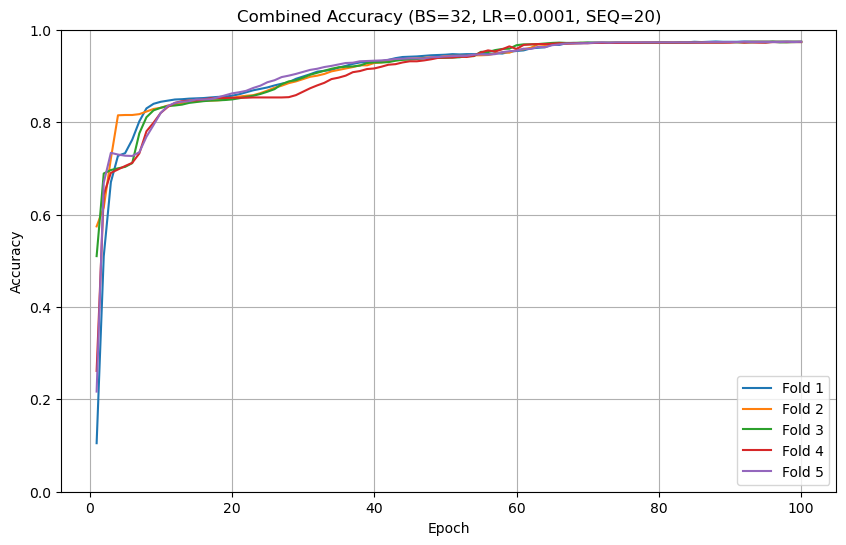 Combined Accuracy (BS=32, LR=0.0001, SEQ=20)
1.0
0.8
0.6
0.4
0.2
0.0
Accuracy
0 20 40 60 80 100
Epoch
Fold 1
Fold 2
Fold 3
Fold 4
Fold 5